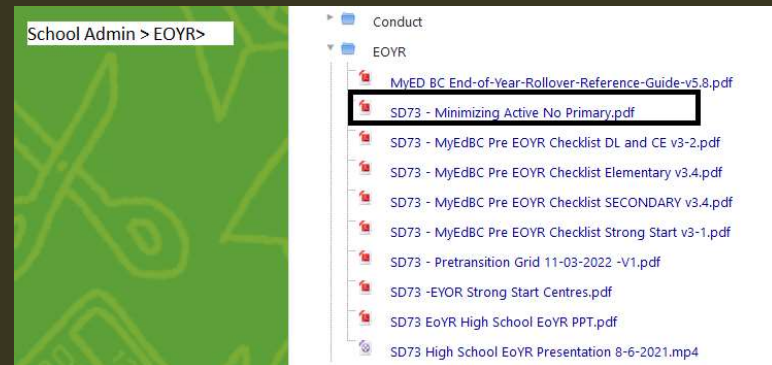 School Admin > EOYR>
Conduct
EOYR
MyED BC End-of-Year-Rollover-Reference-Guide-v5.8.pdf
SD73 - Minimizing Active No Primary.pdf
SD73 - MyEdBC Pre EOYR Checklist DL and CE v3-2.pdf
SD73 - MyEdBC Pre EOYR Checklist Elementary v3.4.pdf
SD73 - MyEdBC Pre EOYR Checklist SECONDARY v3.4.pdf
SD73 - MyEdBC Pre EOYR Checklist Strong Start v3-1.pdf
SD73 - Pretransition Grid 11-03-2022 -V1.pdf
SD73 -EYOR Strong Start Centres.pdf
SD73 EoYR High School EoYR PPT.pdf
SD73 High School EoYR Presentation 8-6-2021.mp4